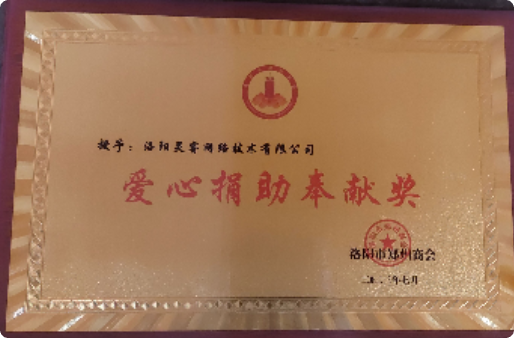 授予：洛阳昊睿网络技术有限公司
爱心捐助奉献奖
洛阳市郑州商会